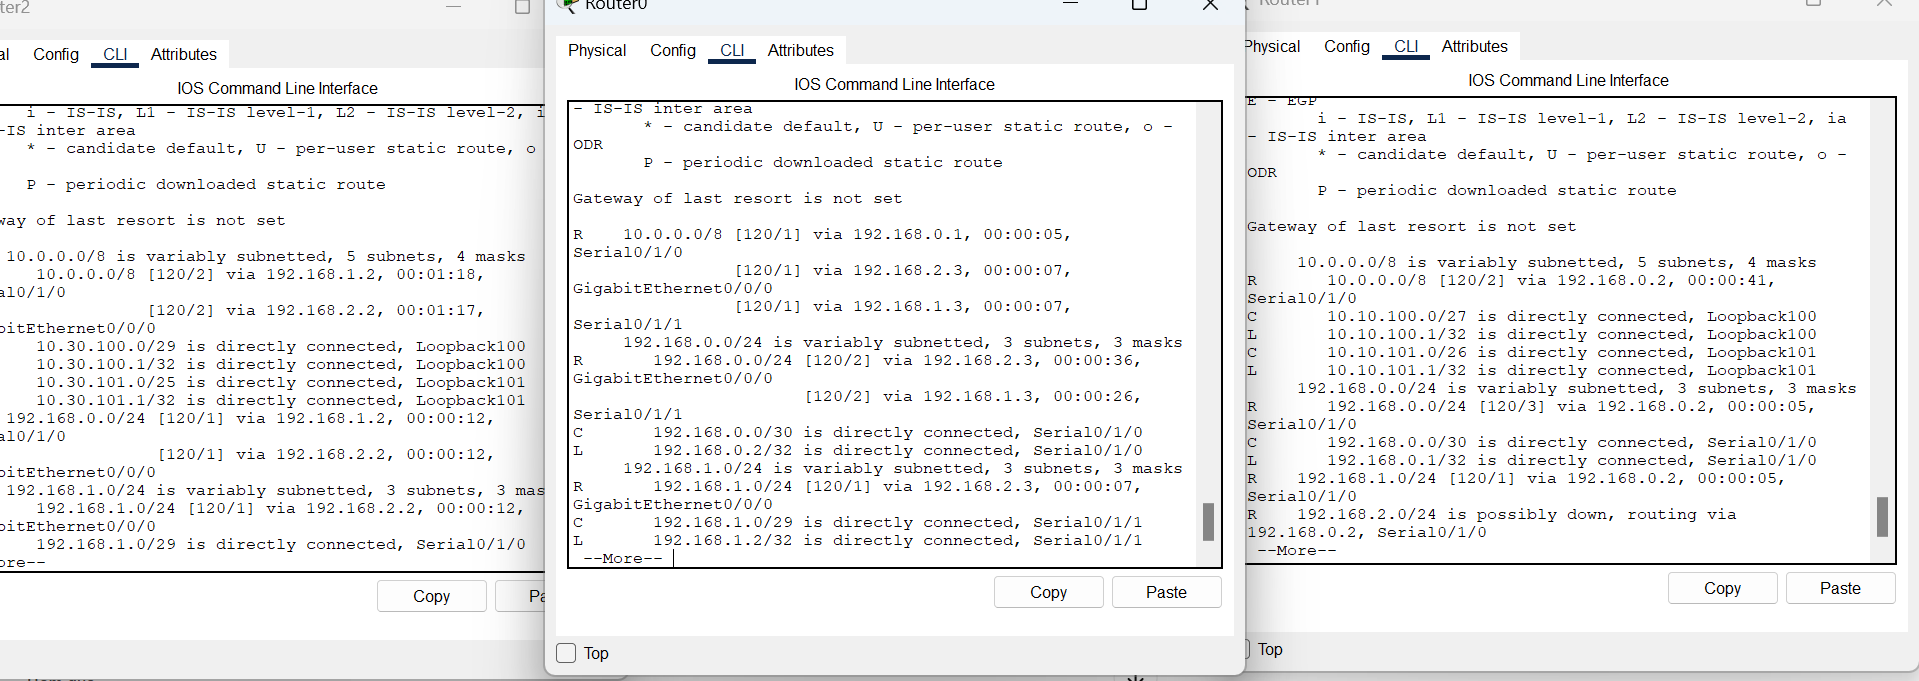 ter2
al Config CLI Attributes
IOS Command Line Interface
i - IS-IS, L1 - IS-IS level-1, L2 - IS-IS level-2, i
-IS inter area
* - candidate default, U - per-user static route, o
P - periodic downloaded static route
way of last resort is not set
10.0.0.0/8 is variably subnetted, 5 subnets, 4 masks
10.0.0.0/8 [120/2] via 192.168.1.2, 00:01:18,
al0/1/0
[120/2] via 192.168.2.2, 00:01:17,
bitEthernet0/0/0
10.30.100.0/29 is directly connected, Loopback100
10.30.100.1/32 is directly connected, Loopback100
10.30.101.0/25 is directly connected, Loopback101
10.30.101.1/32 is directly connected, Loopback101
192.168.0.0/24 [120/1] via 192.168.1.2, 00:00:12,
al0/1/0
[120/1] via 192.168.2.2, 00:00:12,
bitEthernet0/0/0
192.168.1.0/24 is variably subnetted, 3 subnets, 3 mas
192.168.1.0/24 [120/1] via 192.168.2.2, 00:00:12,
bitEthernet0/0/0
192.168.1.0/29 is directly connected, Serial0/1/0
ore--
Copy Pa
Router0
Physical Config CLI Attributes
IOS Command Line Interface
- IS-IS inter area
* - candidate default, U - per-user static route, o -
ODR
P - periodic downloaded static route
Gateway of last resort is not set
R 10.0.0.0/8 [120/1] via 192.168.0.1, 00:00:05,
Serial0/1/0
[120/1] via 192.168.2.3, 00:00:07,
GigabitEthernet0/0/0
[120/1] via 192.168.1.3, 00:00:07,
Serial0/1/1
192.168.0.0/24 is variably subnetted, 3 subnets, 3 masks
R 192.168.0.0/24 [120/2] via 192.168.2.3, 00:00:36,
GigabitEthernet0/0/0
[120/2] via 192.168.1.3, 00:00:26,
Serial0/1/1
C 192.168.0.0/30 is directly connected, Serial0/1/0
L 192.168.0.2/32 is directly connected, Serial0/1/0
192.168.1.0/24 is variably subnetted, 3 subnets, 3 masks
R 192.168.1.0/24 [120/1] via 192.168.2.3, 00:00:07,
GigabitEthernet0/0/0
C 192.168.1.0/29 is directly connected, Serial0/1/1
L 192.168.1.2/32 is directly connected, Serial0/1/1
--More--
Copy Paste
Top
Router1
Physical Config CLI Attributes
IOS Command Line Interface
E - EGP
i - IS-IS, L1 - IS-IS level-1, L2 - IS-IS level-2, ia
- IS-IS inter area
* - candidate default, U - per-user static route, o -
ODR
P - periodic downloaded static route
Gateway of last resort is not set
10.0.0.0/8 is variably subnetted, 5 subnets, 4 masks
R 10.0.0.0/8 [120/2] via 192.168.0.2, 00:00:41,
Serial0/1/0
C 10.10.100.0/27 is directly connected, Loopback100
L 10.10.100.1/32 is directly connected, Loopback100
C 10.10.101.0/26 is directly connected, Loopback101
L 10.10.101.1/32 is directly connected, Loopback101
192.168.0.0/24 is variably subnetted, 3 subnets, 3 masks
R 192.168.0.0/24 [120/3] via 192.168.0.2, 00:00:05,
Serial0/1/0
C 192.168.0.0/30 is directly connected, Serial0/1/0
L 192.168.0.1/32 is directly connected, Serial0/1/0
R 192.168.1.0/24 [120/1] via 192.168.0.2, 00:00:05,
Serial0/1/0
R 192.168.2.0/24 is possibly down, routing via
192.168.0.2, Serial0/1/0
--More--
Copy Paste
Top